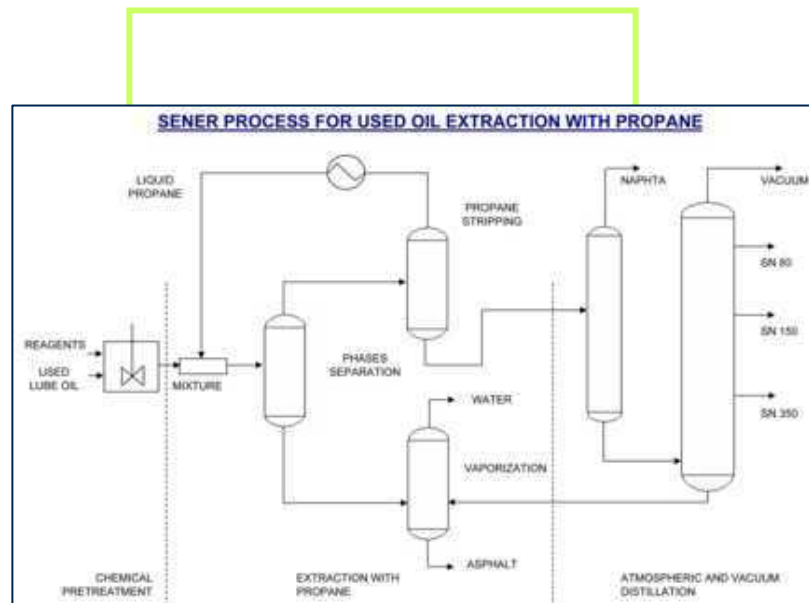 SENER PROCESS FOR USED OIL EXTRACTION WITH PROPANE
LIQUID
PROPANE
PROPANE
STRIPPING
NAPHTA
VACUUM
SN 80
SN 150
SN 350
REAGENTS
USED
LUBE OIL
MIXTURE
PHASES
SEPARATION
WATER
VAPORIZATION
ASPHALT
CHEMICAL
PRETREATMENT
EXTRACTION WITH
PROPANE
ATMOSPHERIC AND VACUUM
DISTILLATION